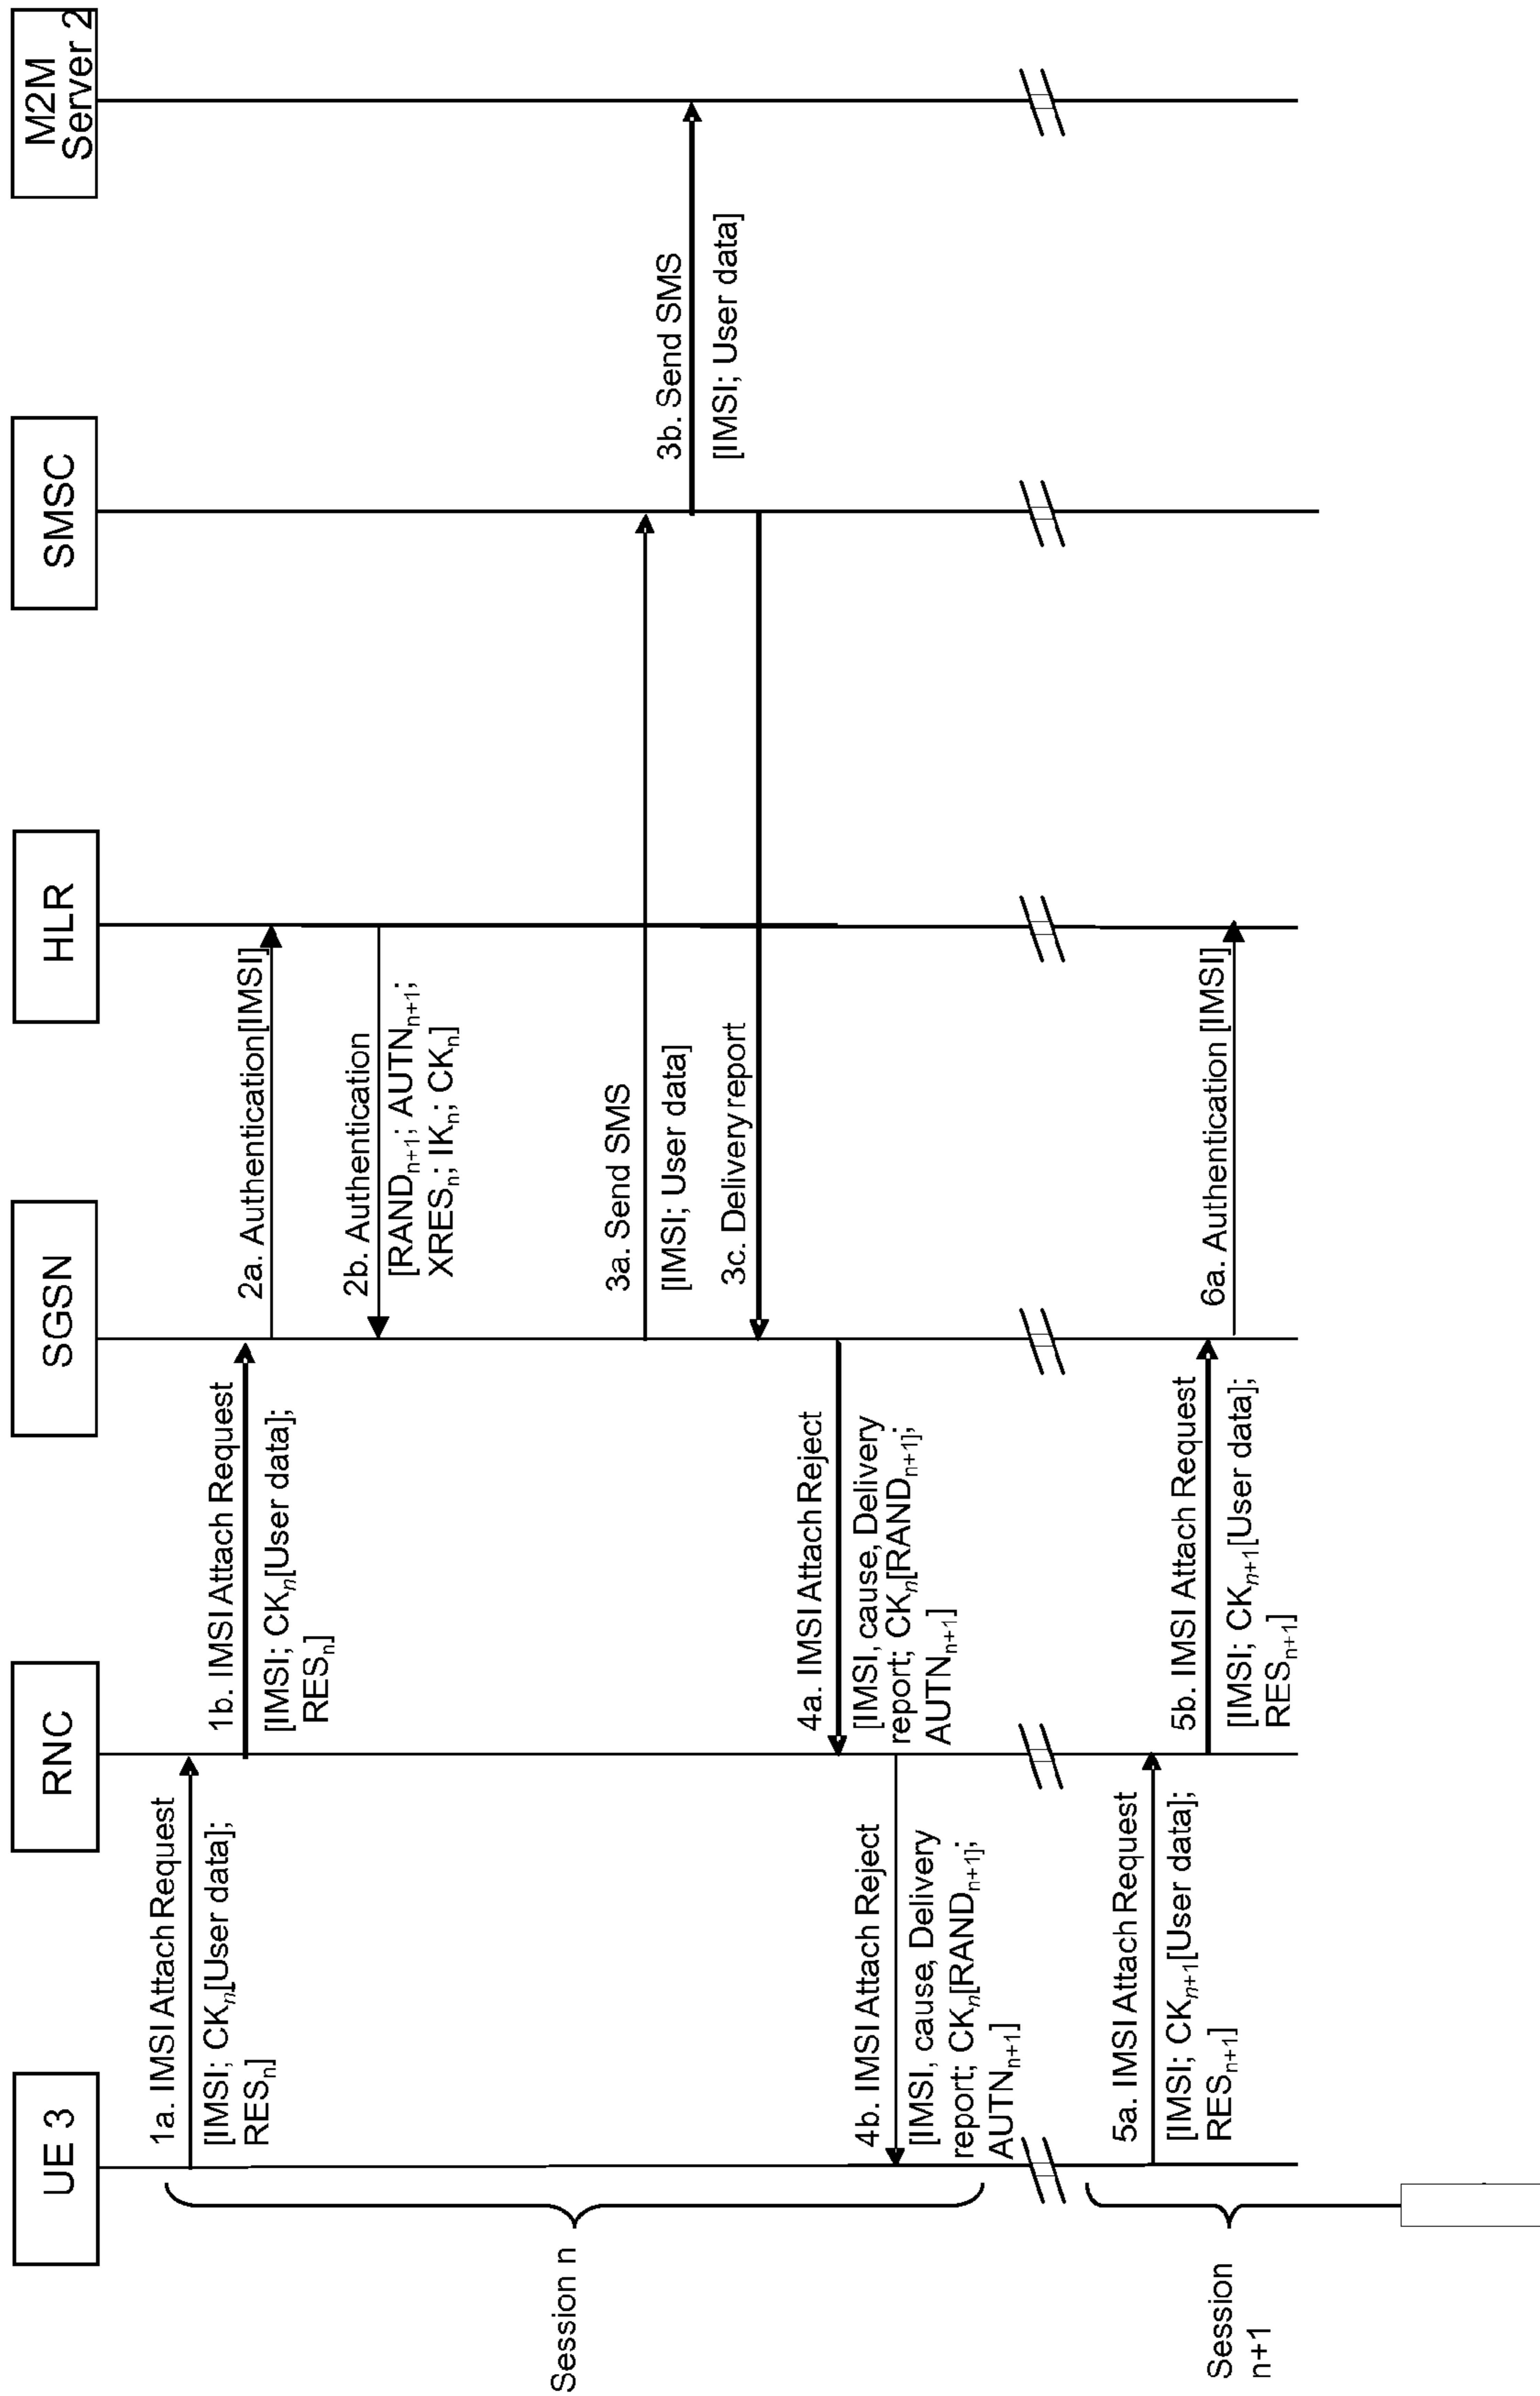 UE 3
RNC
SGSN
HLR
SMSC
M2M
Server 2
1a. IMSI Attach Request
[IMSI; CKn[User data];
RESn]
1b. IMSI Attach Request
[IMSI; CKn[User data];
RESn]
2a. Authentication[IMSI]
2b. Authentication
[RANDn+1; AUTNn+1;
XRESn; IKn; CKn]
3a. Send SMS
[IMSI; User data]
3b. Send SMS
[IMSI; User data]
3c. Delivery report
4a. IMSI Attach Reject
[IMSI, cause, Delivery
report; CKn[RANDn+1];
AUTNn+1]
4b. IMSI Attach Reject
[IMSI, cause, Delivery
report; CKn[RANDn+1];
AUTNn+1]
Session n
5a. IMSI Attach Request
[IMSI; CKn+1[User data];
RESn+1]
5b. IMSI Attach Request
[IMSI; CKn+1[User data];
RESn+1]
6a. Authentication [IMSI]
Session
n+1